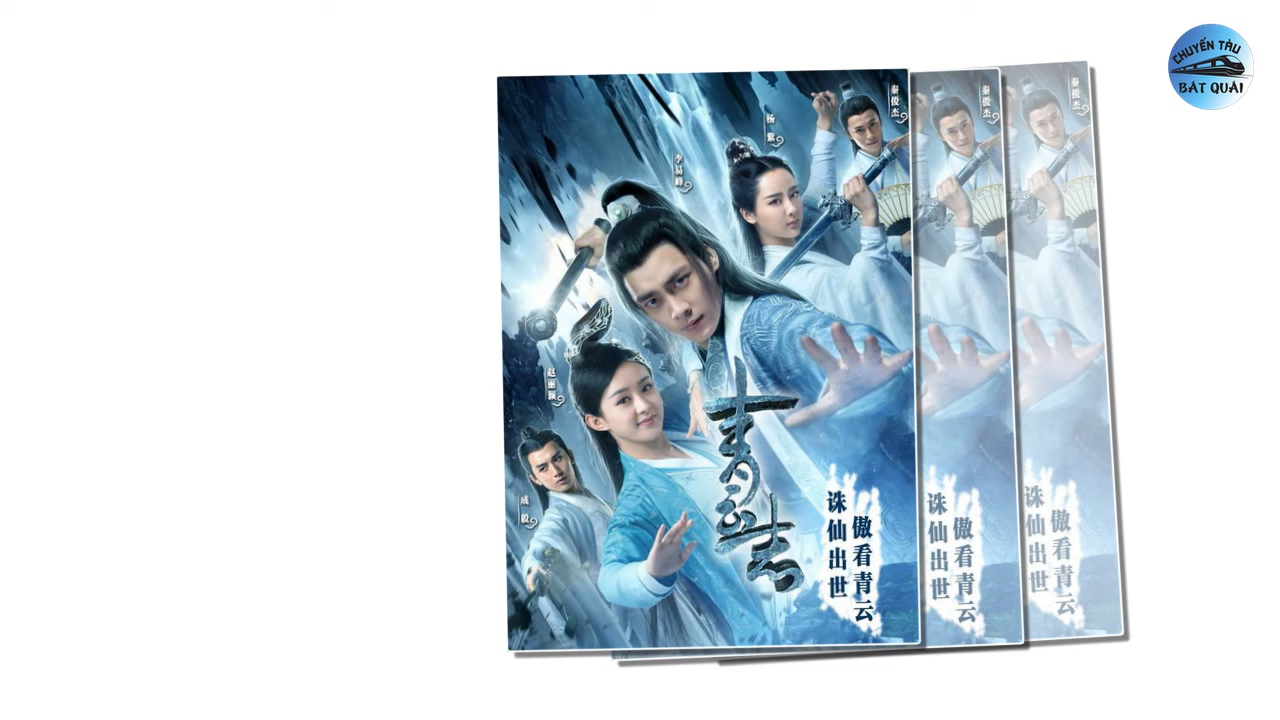 CHUYẾN TÀU
BÁT QUÁI
秦俊杰
秦俊杰
秦俊杰
杨紫
李易峰
赵丽颖
成毅
青云志
诛仙出世
傲看青云
诛仙出世
傲看青云
诛仙出世
傲看青云